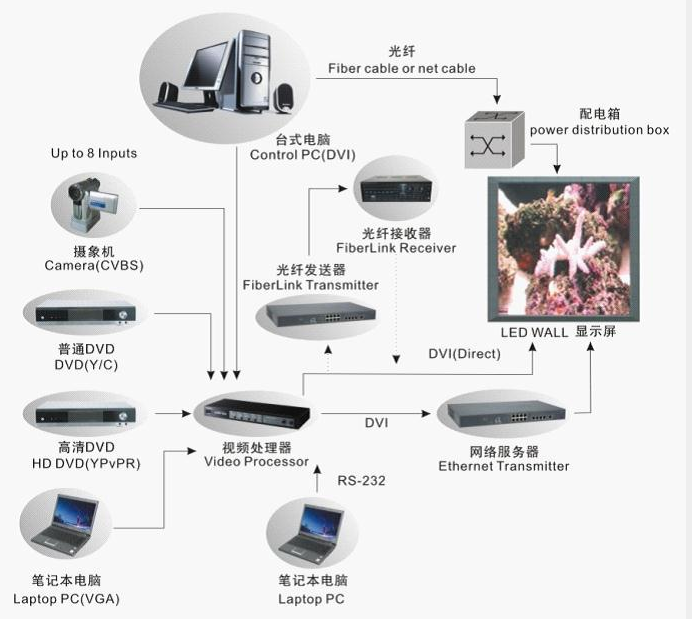 光纤
Fiber cable or net cable
配电箱
power distribution box
台式电脑
Control PC(DVI)
Up to 8 Inputs
摄象机
Camera(CVBS)
光纤接收器
FiberLink Receiver
光纤发送器
FiberLink Transmitter
LED WALL 显示屏
普通DVD
DVD(Y/C)
DVI(Direct)
DVI
高清DVD
HD DVD(YPvPR)
视频处理器
Video Processor
网络服务器
Ethernet Transmitter
RS-232
笔记本电脑
Laptop PC(VGA)
笔记本电脑
Laptop PC